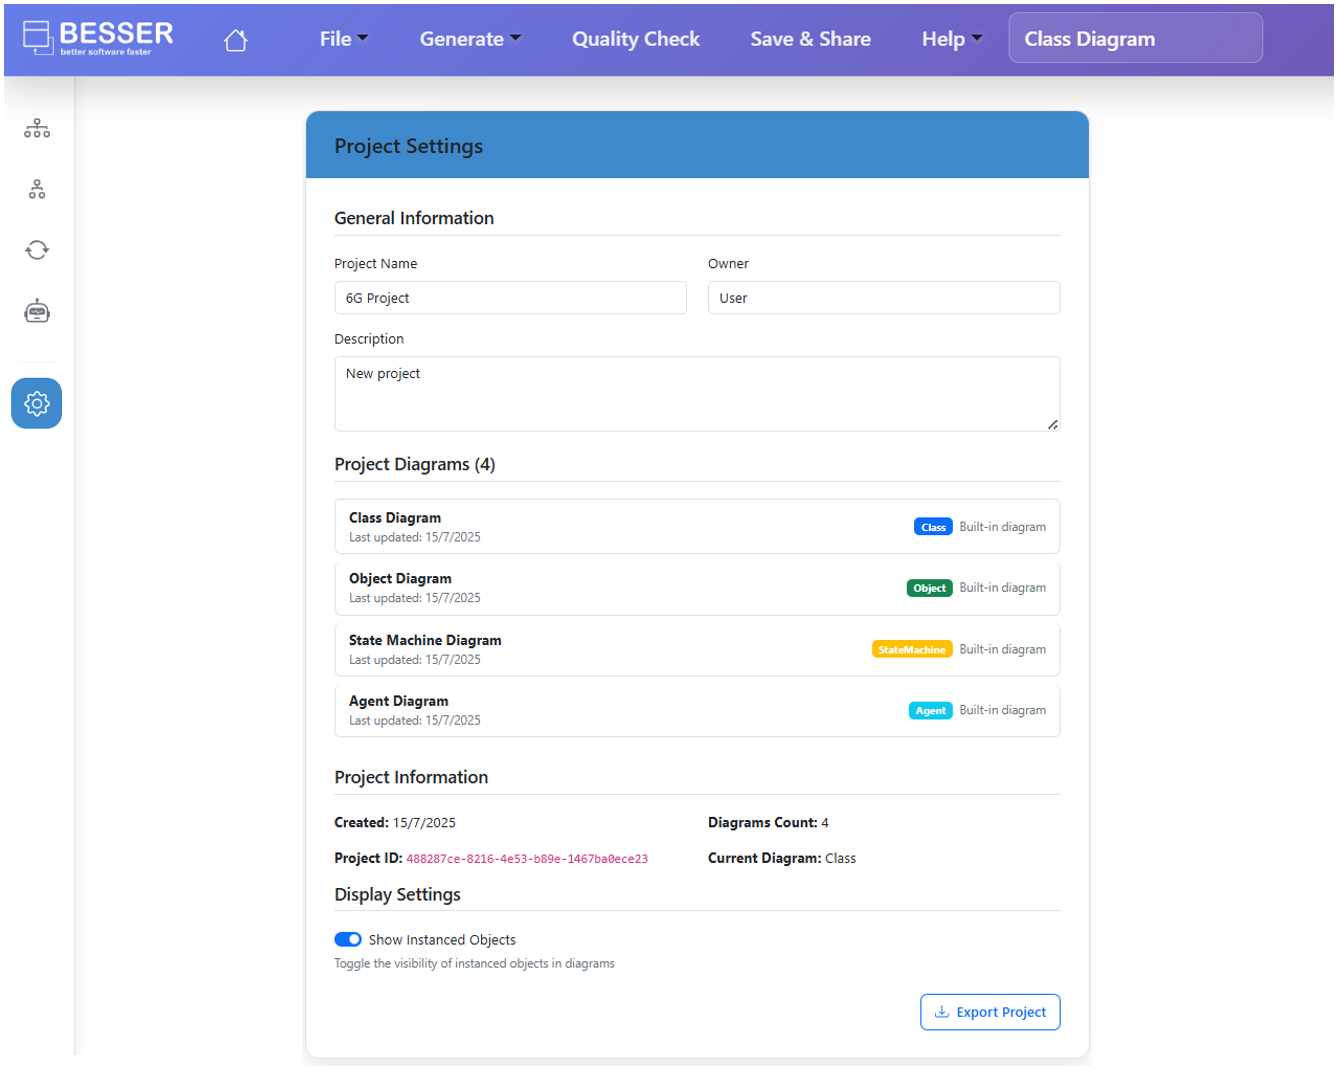 BESSER
better software faster
File
Generate
Quality Check
Save & Share
Help
Class Diagram
Project Settings
General Information
Project Name
Owner
6G Project
User
Description
New project
Project Diagrams (4)
Class Diagram
Last updated: 15/7/2025
Class
Built-in diagram
Object Diagram
Last updated: 15/7/2025
Object
Built-in diagram
State Machine Diagram
Last updated: 15/7/2025
StateMachine
Built-in diagram
Agent Diagram
Last updated: 15/7/2025
Agent
Built-in diagram
Project Information
Created: 15/7/2025
Diagrams Count: 4
Project ID: 488287ce-8216-4e53-b89e-1467ba0ece23
Current Diagram: Class
Display Settings
Show Instanced Objects
Toggle the visibility of instanced objects in diagrams
Export Project